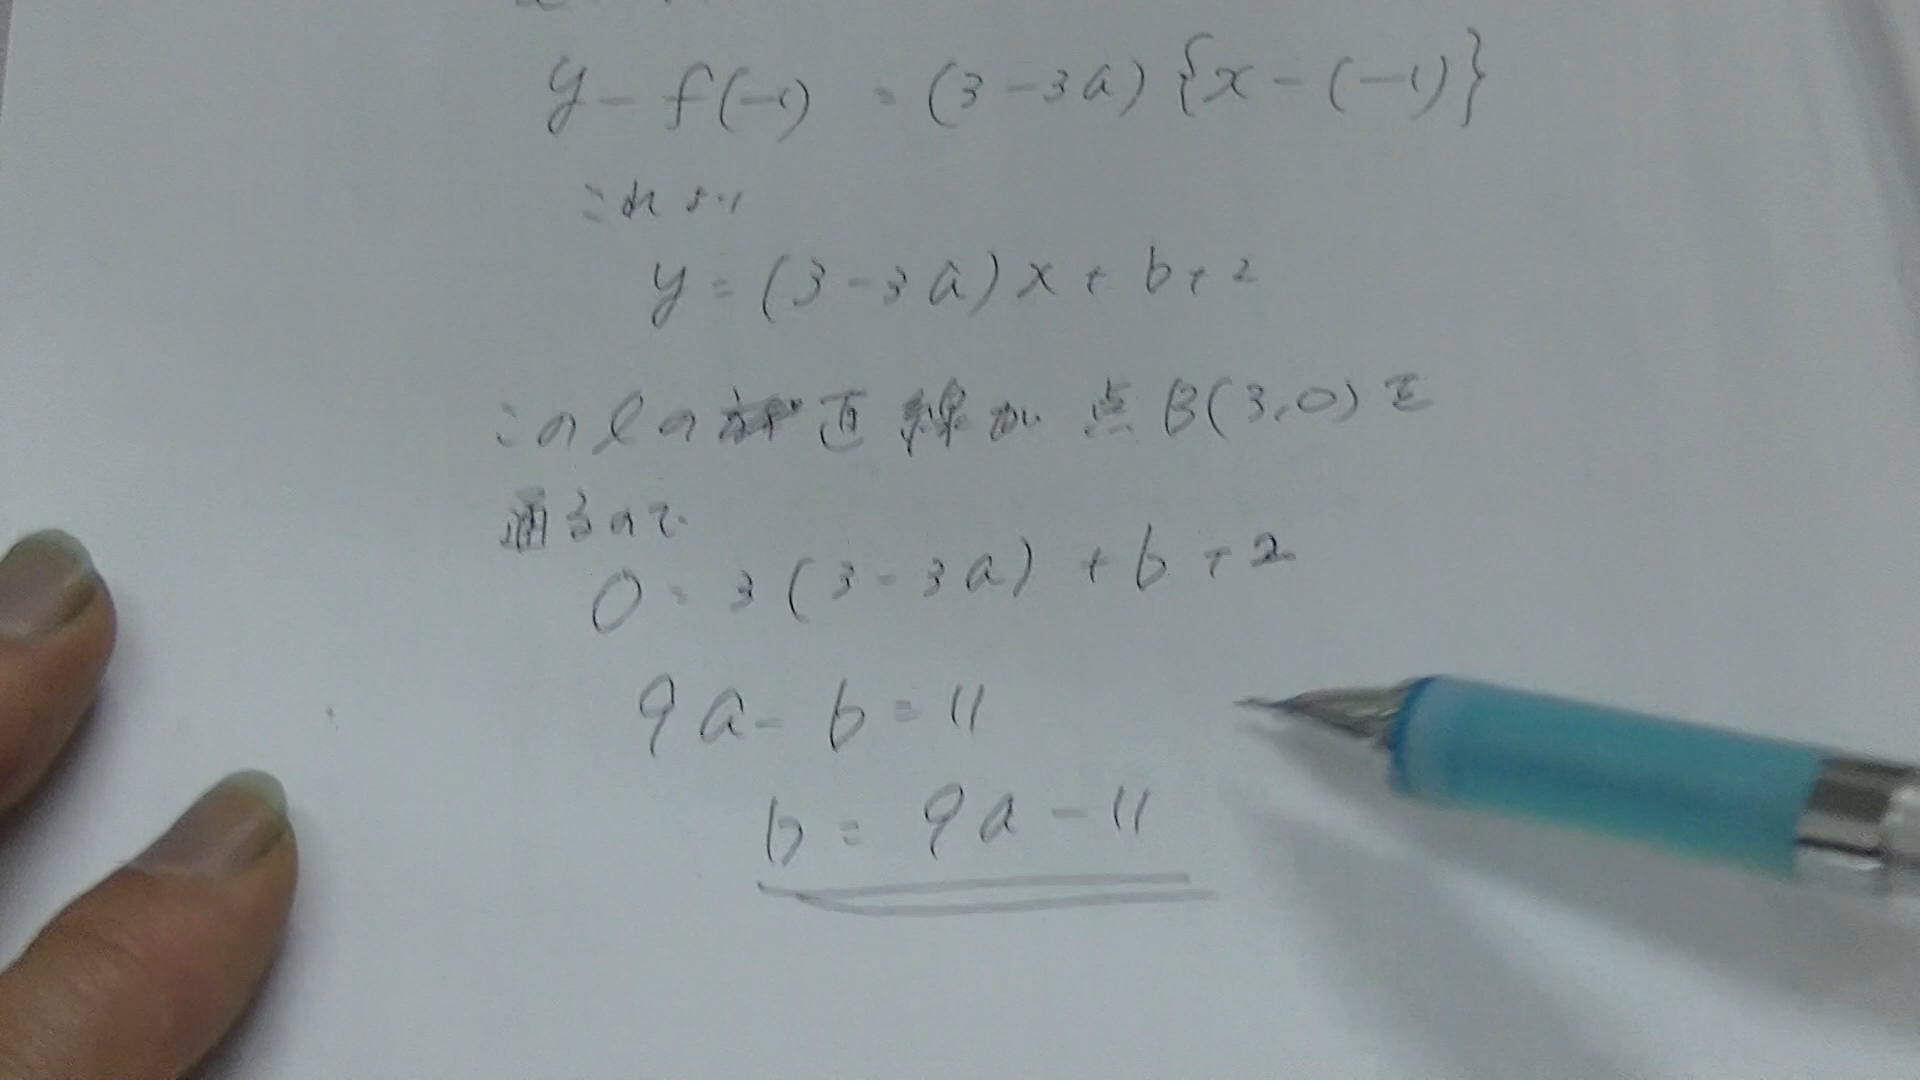 y - f(-1) = (3 - 3a) {x - (-1)}
これより
y = (3 - 3a) x + b + 2
このlの 直線が 点 B(3, 0) を
通るので
0 = 3 (3 - 3a) + b + 2
9a - b = 11
b = 9a - 11